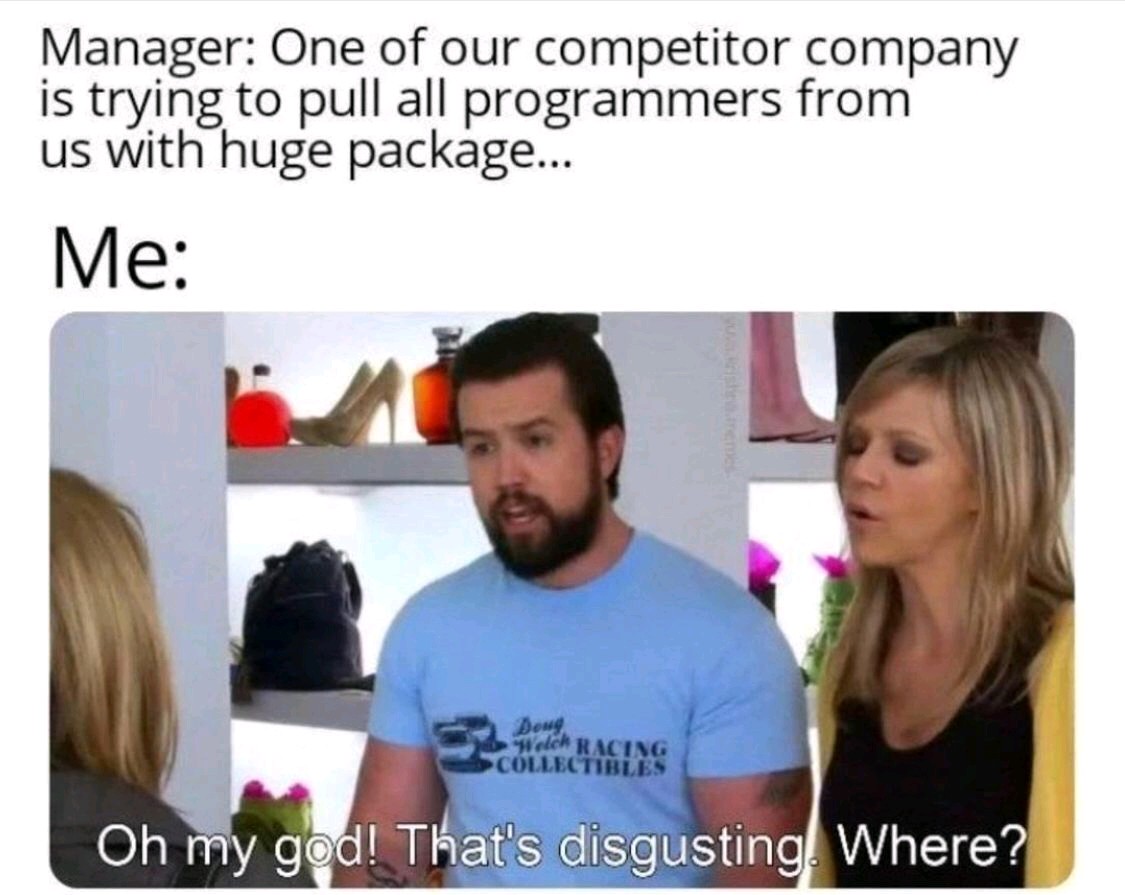 Manager: One of our competitor company
is trying to pull all programmers from
us with huge package...
Me:
Doug
Welch RACING
COLLECTIBLES
Oh my god! That's disgusting. Where?